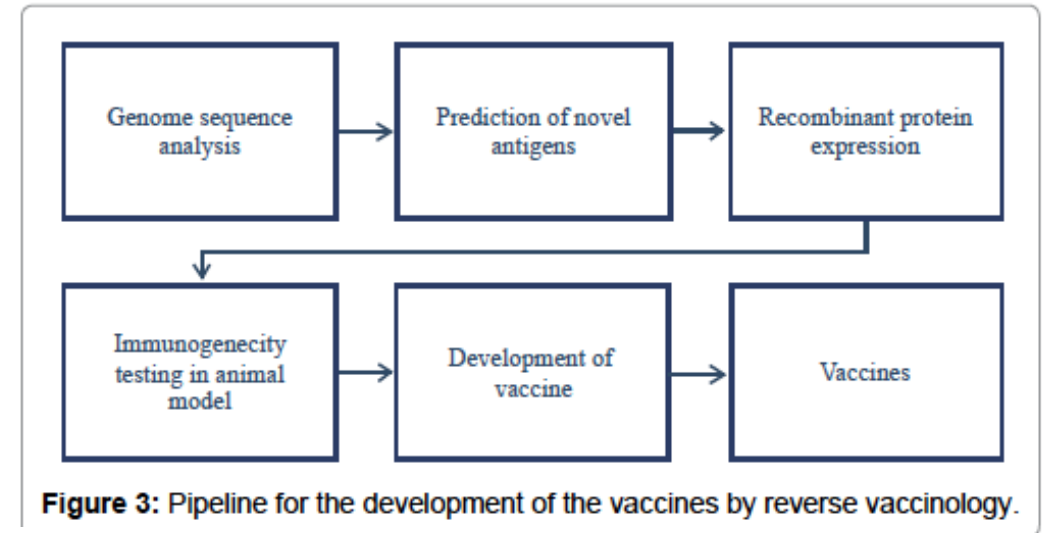 Genome sequence
analysis
Prediction of novel
antigens
Recombinant protein
expression
Immunogenecity
testing in animal
model
Development of
vaccine
Vaccines
Figure 3: Pipeline for the development of the vaccines by reverse vaccinology.